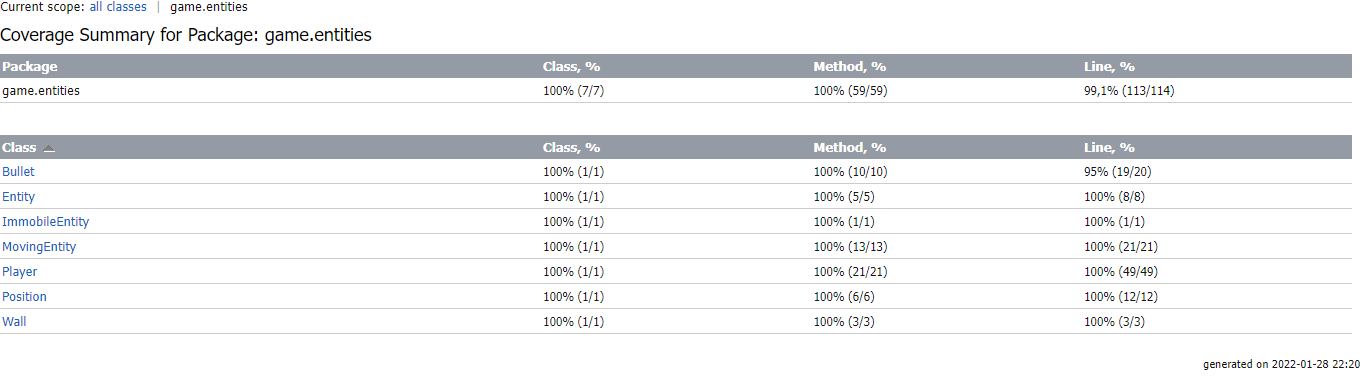 Current scope: all classes | game.entities
Coverage Summary for Package: game.entities
Package Class, % Method, % Line, %
game.entities 100% (7/7) 100% (59/59) 99,1% (113/114)
Class Class, % Method, % Line, %
Bullet 100% (1/1) 100% (10/10) 95% (19/20)
Entity 100% (1/1) 100% (5/5) 100% (8/8)
ImmobileEntity 100% (1/1) 100% (1/1) 100% (1/1)
MovingEntity 100% (1/1) 100% (13/13) 100% (21/21)
Player 100% (1/1) 100% (21/21) 100% (49/49)
Position 100% (1/1) 100% (6/6) 100% (12/12)
Wall 100% (1/1) 100% (3/3) 100% (3/3)
generated on 2022-01-28 22:20